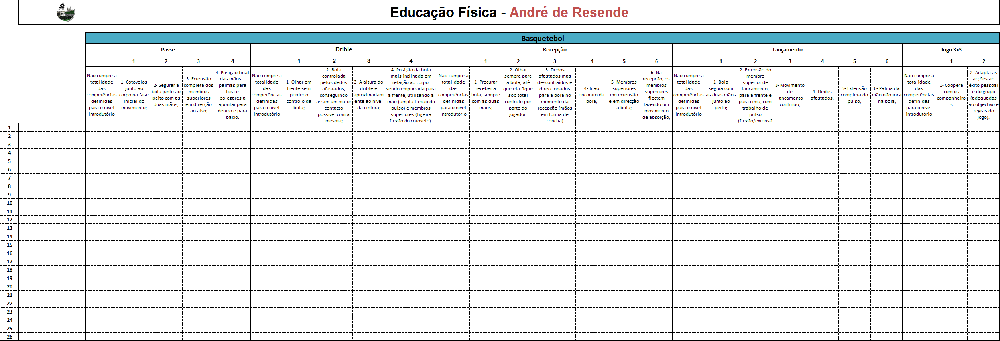 Educação Física - André de Resende
Basquetebol
Passe Drible Recepção Lançamento Jogo 3x3
1 2 3 4 1 2 3 4 1 2 3 4 5 6 1 2 3 4 5 6 1 2
Não cumpre a
totalidade
das
competências
definidas
para o nível
introdutório
1- Cotovelos
junto ao
corpo na fase
inicial do
movimento;
2- Segurar a
bola junto ao
peito com as
duas mãos;
3- Extensão
completa dos
membros
superiores
em direcção
ao alvo;
4- Posição final
das mãos –
palmas para
fora e
polegares a
apontar para
dentro e para
baixo.
Não cumpre a
totalidade
das
competências
definidas
para o nível
introdutório
1- Olhar em
frente sem
perder o
controlo da
bola;
2- Bola
controlada
pelos dedos
afastados,
conseguindo
assim um maior
contacto
possível com a
mesma;
3- A altura do
drible é
aproximadam
ente ao nível
da cintura;
4- Posição da bola
mais inclinada em
relação ao corpo,
sendo empurrada para
a frente, utilizando a
mão (ampla flexão do
pulso) e membros
superiores (ligeira
flexão do cotovelo).
Não cumpre a
totalidade
das
competências
definidas
para o nível
introdutório
1- Procurar
receber a
bola, sempre
com as duas
mãos;
2- Olhar
sempre para
a bola, até
que ela fique
sob total
controlo por
parte do
jogador;
3- Dedos
afastados mas
descontraídos e
direccionados
para a bola no
momento da
recepção (mãos
em forma de
concha)
4- Ir ao
encontro da
bola;
5- Membros
superiores
em extensão
e em direcção
à bola;
6- Na
recepção, os
membros
superiores
flectem
fazendo um
movimento
de absorção;
Não cumpre a
totalidade
das
competências
definidas
para o nível
introdutório
1- Bola
segura com
as duas mãos
junto ao
peito;
2- Extensão do
membro
superior de
lançamento,
para a frente e
para cima, com
trabalho de
pulso
(flexão/extensã
3- Movimento
de
lançamento
continuo;
4- Dedos
afastados;
5- Extensão
completa do
pulso;
6- Palma da
mão não toca
na bola;
Não cumpre a
totalidade
das
competências
definidas
para o nível
introdutório
1- Coopera
com os
companheiro
s
2- Adapta as
acções ao
êxito pessoal
e do grupo
(adequadas
ao objectivo e
regras do
jogo).
1
2
3
4
5
6
7
8
9
10
11
12
13
14
15
16
17
18
19
20
21
22
23
24
25
26